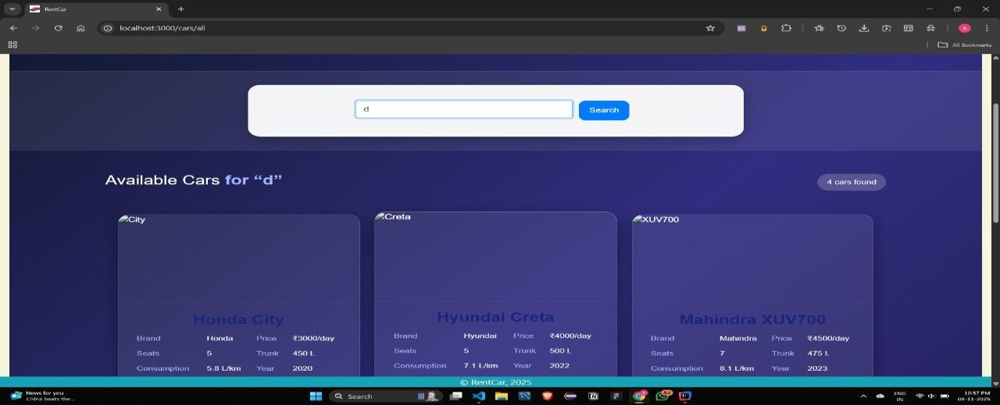 RentCar
localhost:3000/cars/all
All Bookmarks
d
Search
Available Cars for “d”
4 cars found
City
Creta
XUV700
Honda City
Hyundai Creta
Mahindra XUV700
Brand Honda Price ₹3000/day
Seats 5 Trunk 450 L
Consumption 5.8 L/km Year 2020
Brand Hyundai Price ₹4000/day
Seats 5 Trunk 500 L
Consumption 7.1 L/km Year 2022
Brand Mahindra Price ₹4500/day
Seats 7 Trunk 475 L
Consumption 8.1 L/km Year 2023
© RentCar, 2025
News for you
China beats the...
Search
ENG
IN
10:57 PM
08-11-2025